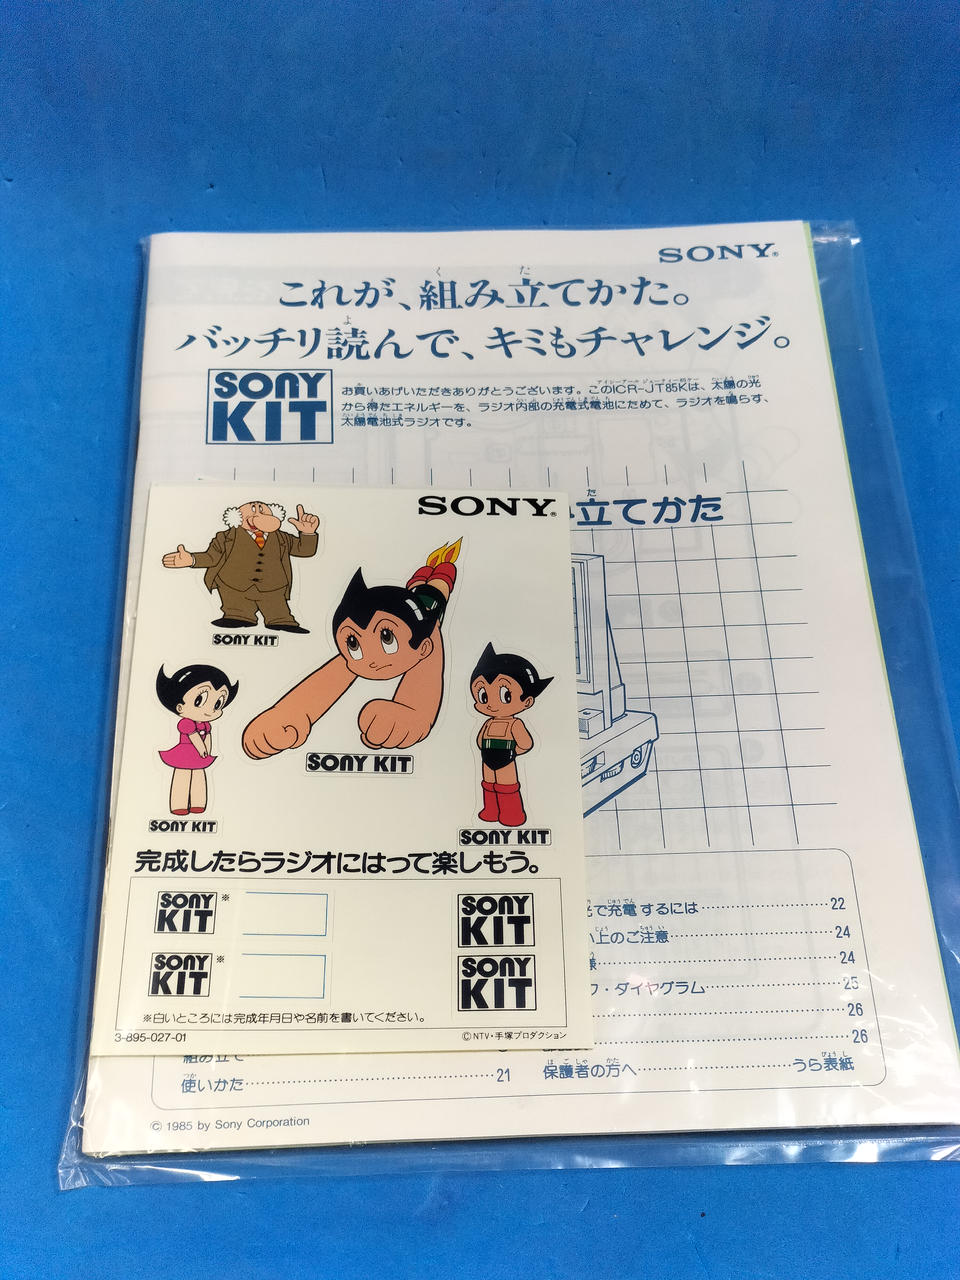 SONY®
これが、組み立てかた。
バッチリ読んで、キミもチャレンジ。
SONY
KIT
お買いあげいただきありがとうございます。このICR-JT85Kは、太陽の光
から得たエネルギーを、ラジオ内部の充電式電池にためて、ラジオを鳴らす、
太陽電池式ラジオです。
立てかた
SONY®
SONY KIT
SONY KIT
SONY KIT
SONY KIT
完成したらラジオにはって楽しもう。
SONY
KIT
※
SONY
KIT
SONY
KIT
※
SONY
KIT
※白いところには完成年月日や名前を書いてください。
3-895-027-01
©NTV・手塚プロダクション
で充電するには 22
上のご注意 24
24
・ダイヤグラム 25
26
26
組み立て
使いかた 21
保護者の方へ うら表紙
© 1985 by Sony Corporation